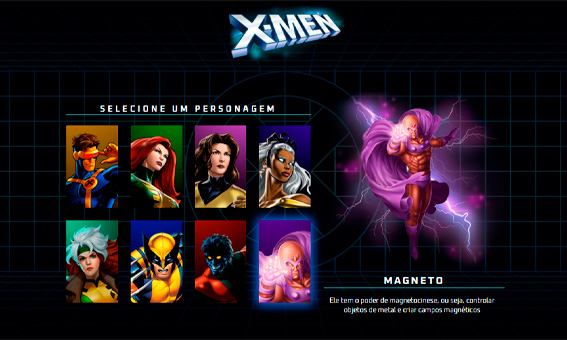 X-MEN
SELECIONE UM PERSONAGEM
MAGNETO
Ele tem o poder de magnetocinese, ou seja, controlar
objetos de metal e criar campos magnéticos